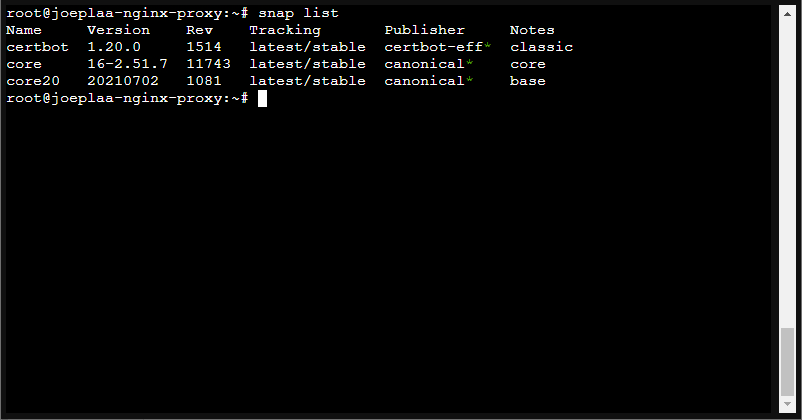 root@joeplaa-nginx-proxy:~# snap list
Name     Version    Rev    Tracking       Publisher     Notes
certbot  1.20.0     1514   latest/stable  certbot-eff*  classic
core     16-2.51.7  11743  latest/stable  canonical*    core
core20   20210702   1081   latest/stable  canonical*    base
root@joeplaa-nginx-proxy:~#